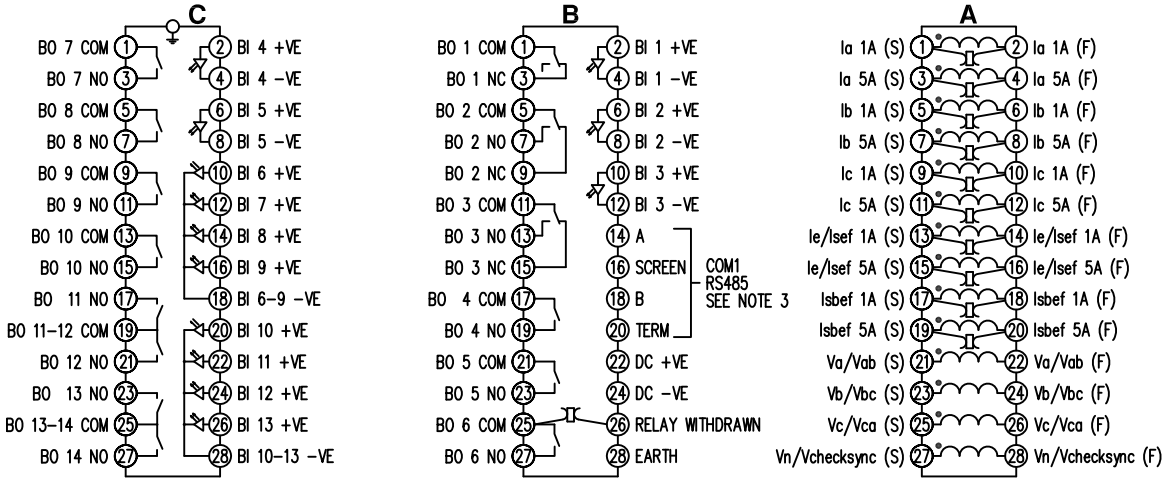 C
BO 7 COM 1 2 BI 4 +VE
BO 7 NO 3 4 BI 4 -VE
BO 8 COM 5 6 BI 5 +VE
BO 8 NO 7 8 BI 5 -VE
BO 9 COM 9 10 BI 6 +VE
BO 9 NO 11 12 BI 7 +VE
BO 10 COM 13 14 BI 8 +VE
BO 10 NO 15 16 BI 9 +VE
BO 11 NO 17 18 BI 6-9 -VE
BO 11-12 COM 19 20 BI 10 +VE
BO 12 NO 21 22 BI 11 +VE
BO 13 NO 23 24 BI 12 +VE
BO 13-14 COM 25 26 BI 13 +VE
BO 14 NO 27 28 BI 10-13 -VE
B
BO 1 COM 1 2 BI 1 +VE
BO 1 NC 3 4 BI 1 -VE
BO 2 COM 5 6 BI 2 +VE
BO 2 NO 7 8 BI 2 -VE
BO 2 NC 9 10 BI 3 +VE
BO 3 COM 11 12 BI 3 -VE
BO 3 NO 13 14 A
BO 3 NC 15 16 SCREEN
BO 4 COM 17 18 B
BO 4 NO 19 20 TERM
COM1
RS485
SEE NOTE 3
BO 5 COM 21 22 DC +VE
BO 5 NO 23 24 DC -VE
BO 6 COM 25 26 RELAY WITHDRAWN
BO 6 NO 27 28 EARTH
A
Ia 1A (S) 1 2 Ia 1A (F)
Ia 5A (S) 3 4 Ia 5A (F)
Ib 1A (S) 5 6 Ib 1A (F)
Ib 5A (S) 7 8 Ib 5A (F)
Ic 1A (S) 9 10 Ic 1A (F)
Ic 5A (S) 11 12 Ic 5A (F)
Ie/Isef 1A (S) 13 14 Ie/Isef 1A (F)
Ie/Isef 5A (S) 15 16 Ie/Isef 5A (F)
Isbef 1A (S) 17 18 Isbef 1A (F)
Isbef 5A (S) 19 20 Isbef 5A (F)
Va/Vab (S) 21 22 Va/Vab (F)
Vb/Vbc (S) 23 24 Vb/Vbc (F)
Vc/Vca (S) 25 26 Vc/Vca (F)
Vn/Vchecksync (S) 27 28 Vn/Vchecksync (F)